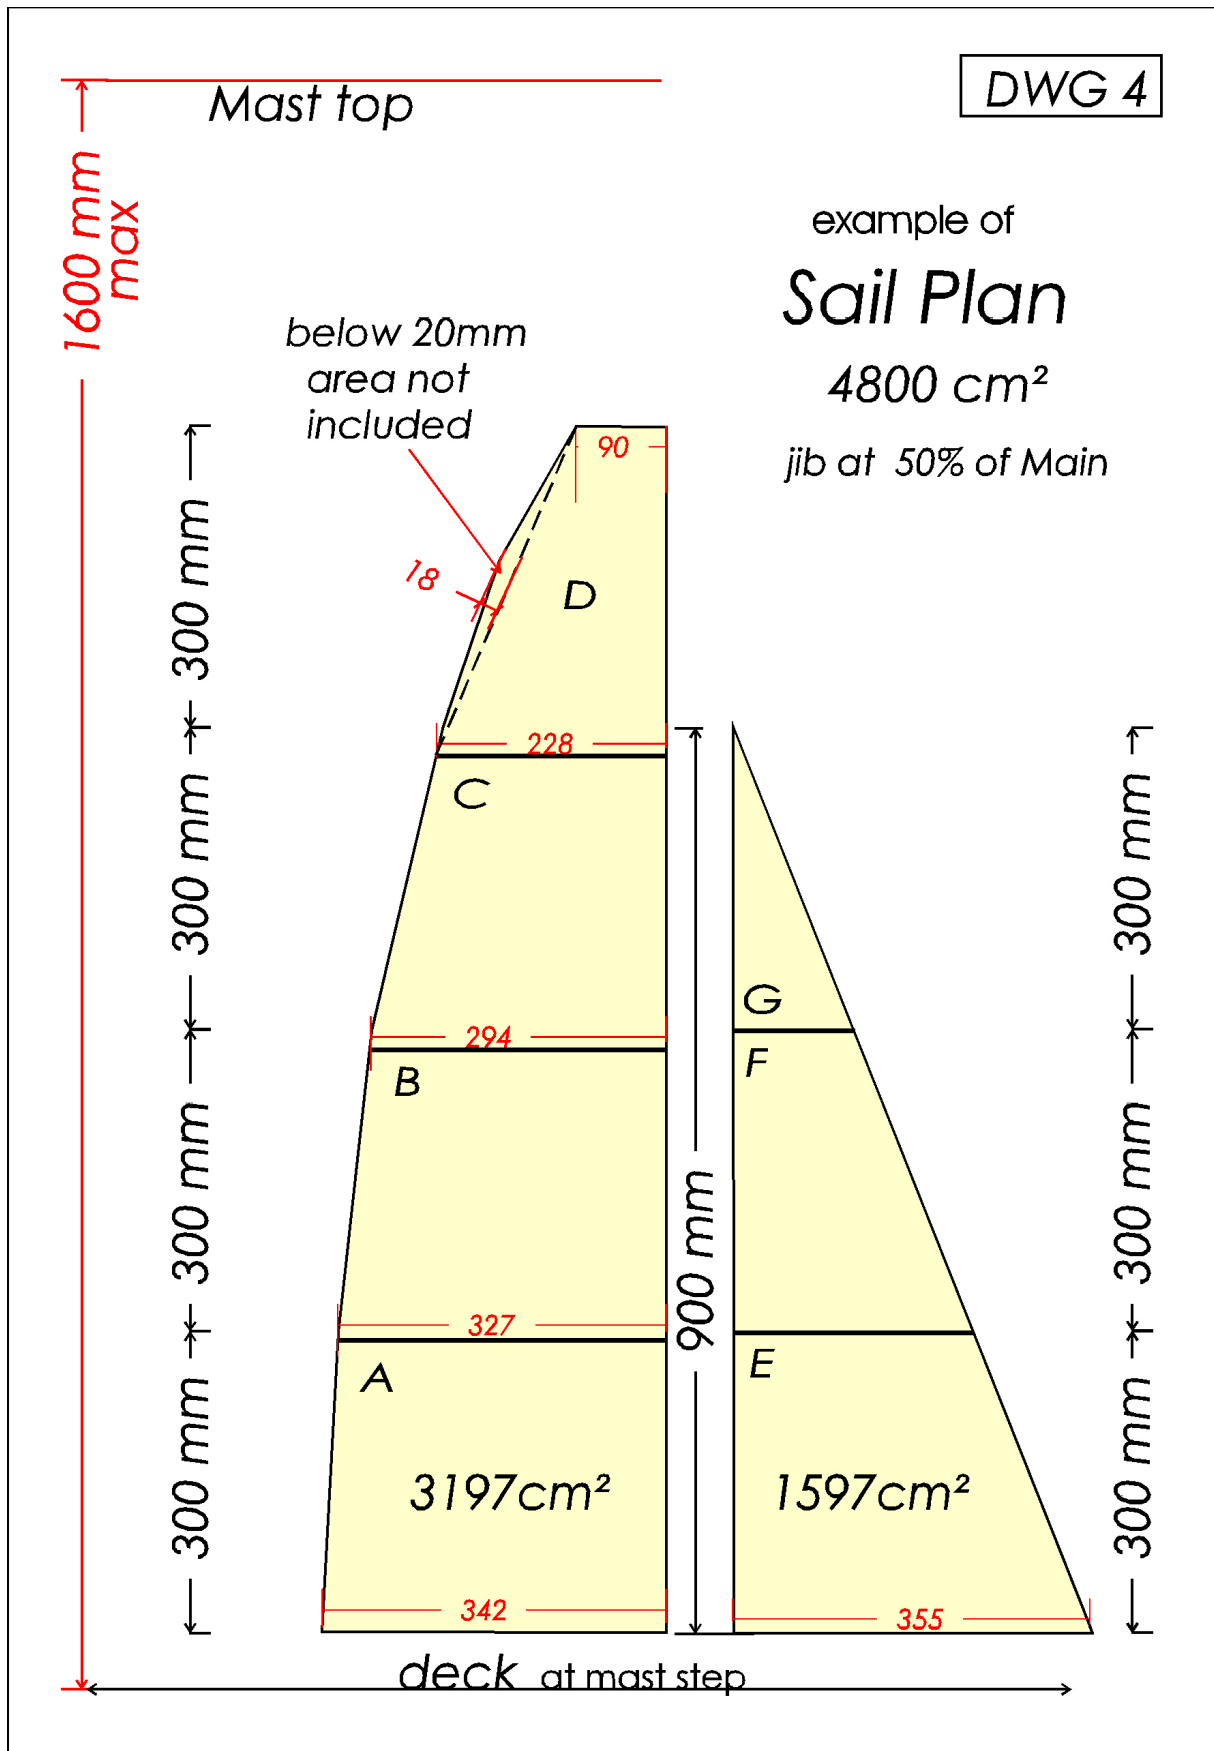 DWG 4
Mast top
1600 mm
max
example of
Sail Plan
4800 cm²
jib at 50% of Main
below 20mm
area not
included
90
18
D
300 mm
228
C
300 mm
300 mm
G
294
F
B
300 mm
300 mm
900 mm
327
A
E
300 mm
300 mm
3197cm²
1597cm²
342
355
deck at mast step